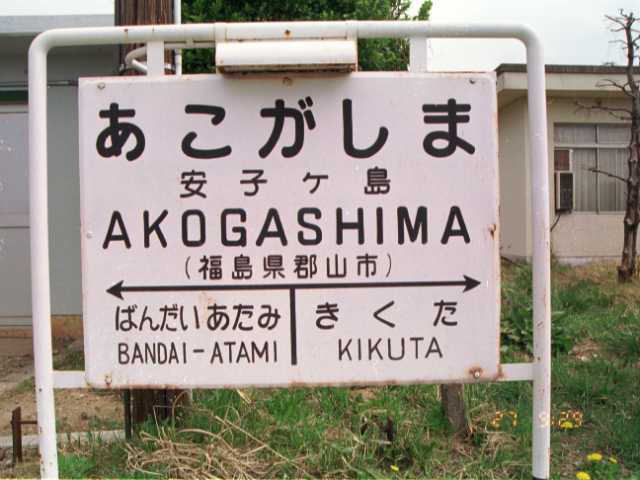 あこがしま
安子ヶ島
AKOGASHIMA
(福島県郡山市)
ばんだいあたみ きくた
BANDAI-ATAMI KIKUTA